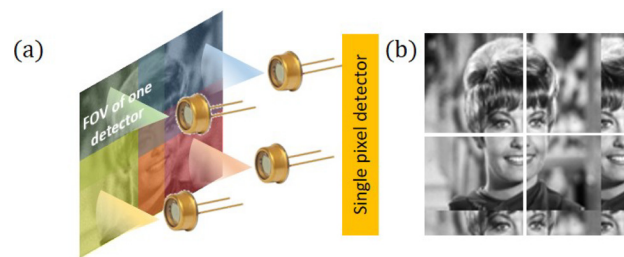 (a)
FOV of one
detector
Single pixel detector
(b)